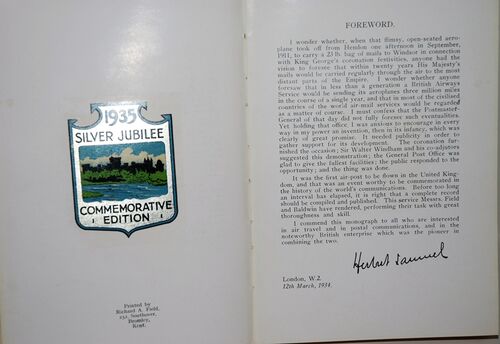 1935
SILVER JUBILEE
COMMEMORATIVE
EDITION
Printed by
Richard A. Field,
Southover,
Bromley,
Kent.
FOREWORD.
I wonder whether, when that flimsy, open-seated aero-
plane took off from Hendon one afternoon in September,
1911, to carry a 23 lb. bag of mails to Windsor in connection
with King George's coronation festivities, anyone had the
vision to foresee that within twenty years His Majesty's
mails would be carried regularly through the air to the most
distant parts of the Empire. I wonder whether anyone
foresaw that in less than a generation a British Airways
Service would be sending its aeroplanes three million miles
in the course of a single year, and that in most of the civilised
countries of the world air-mail services would be regarded
as a matter of course. I must confess that the Postmaster-
General of that day did not fully foresee such eventualities.
Yet holding that office I was anxious to encourage in every
way in my power an invention, then in its infancy, which was
clearly of great promise. It needed publicity in order to
gather support for its development. The coronation fur-
nished the occasion; Sir Walter Windham and his co-adjutors
suggested this demonstration; the General Post Office was
glad to give the fullest facilities; the public responded to the
opportunity; and the thing was done.
It was the first air-post to be down in the United King-
dom, and that was an event worthy to be commemorated in
the history of the world's communications. Before too long
an interval has elapsed, it is right that a complete record
should be compiled and published. This service Messrs. Field
and Baldwin have rendered, performing their task with great
thoroughness and skill.
I commend this monograph to all who are interested
in air travel and in postal communications, and in the
noteworthy British enterprise which was the pioneer in
combining the two.
Herbert Samuel
London, W.2.
12th March, 1934.